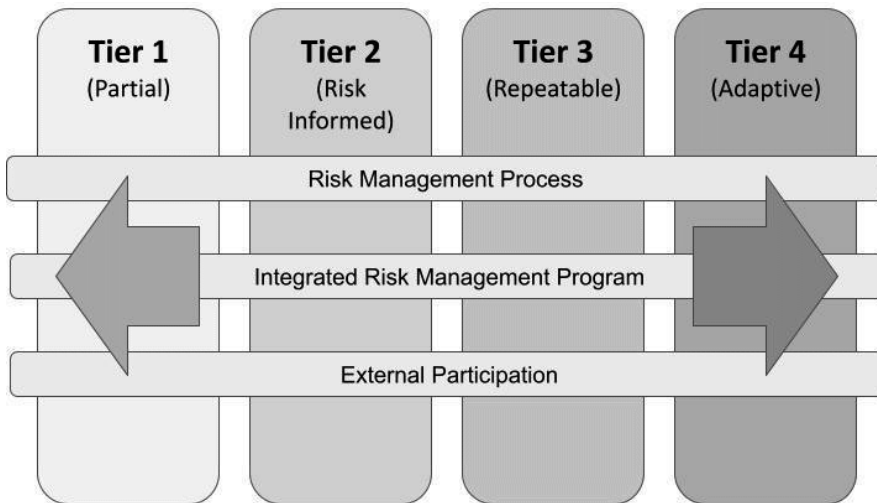 Tier 1
(Partial)
Tier 2
(Risk
Informed)
Tier 3
(Repeatable)
Tier 4
(Adaptive)
Risk Management Process
Integrated Risk Management Program
External Participation